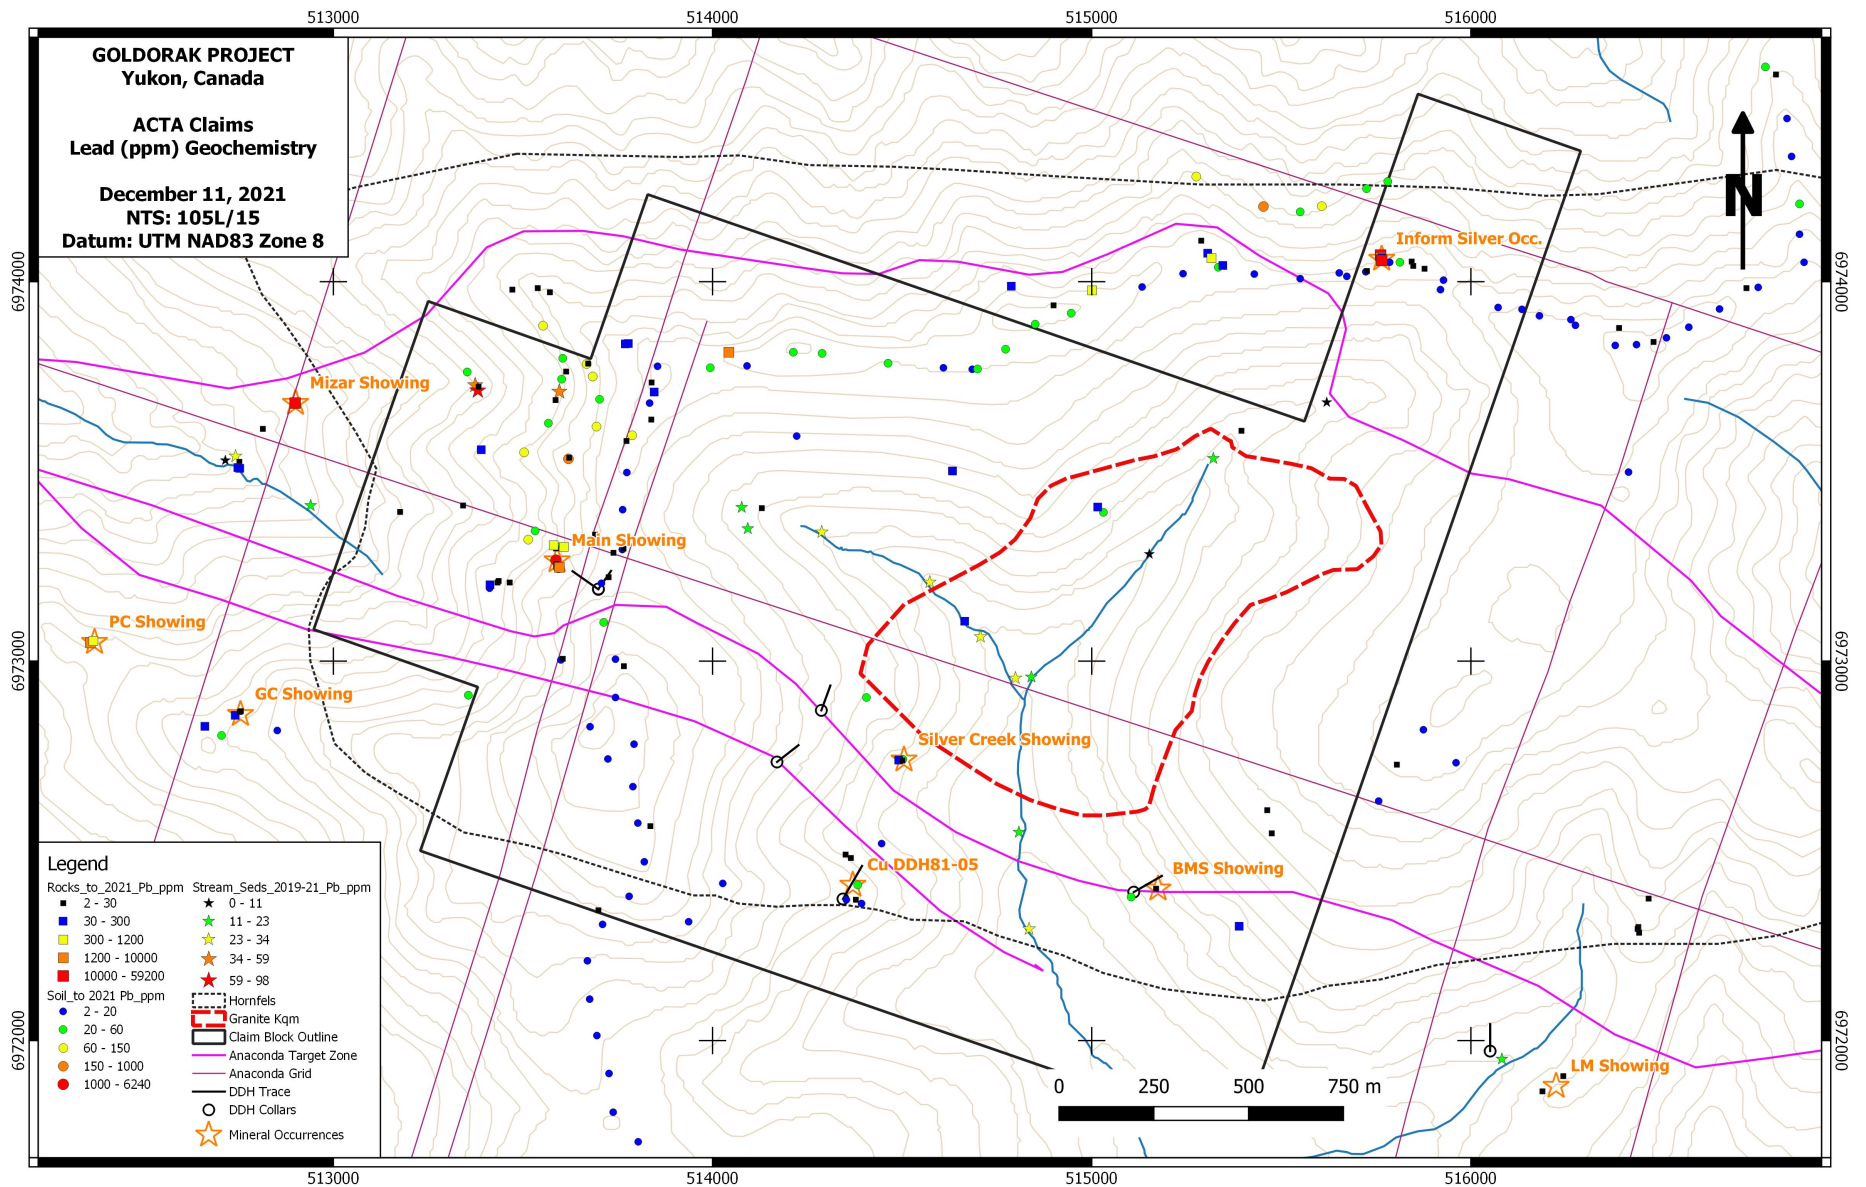 513000
514000
515000
516000
GOLDORAK PROJECT
Yukon, Canada
ACTA Claims
Lead (ppm) Geochemistry
December 11, 2021
NTS: 105L/15
Datum: UTM NAD83 Zone 8
N
Inform Silver Occ.
6974000
6974000
Mizar Showing
Main Showing
PC Showing
6973000
6973000
GC Showing
Silver Creek Showing
Cu DDH81-05
BMS Showing
Legend
Rocks_to_2021_Pb_ppm
2 - 30
30 - 300
300 - 1200
1200 - 10000
10000 - 59200
Soil_to 2021 Pb_ppm
2 - 20
20 - 60
60 - 150
150 - 1000
1000 - 6240
Stream_Seds_2019-21_Pb_ppm
0 - 11
11 - 23
23 - 34
34 - 59
59 - 98
Hornfels
Granite Kqm
Claim Block Outline
Anaconda Target Zone
Anaconda Grid
DDH Trace
DDH Collars
Mineral Occurrences
6972000
6972000
LM Showing
0 250 500 750 m
513000
514000
515000
516000